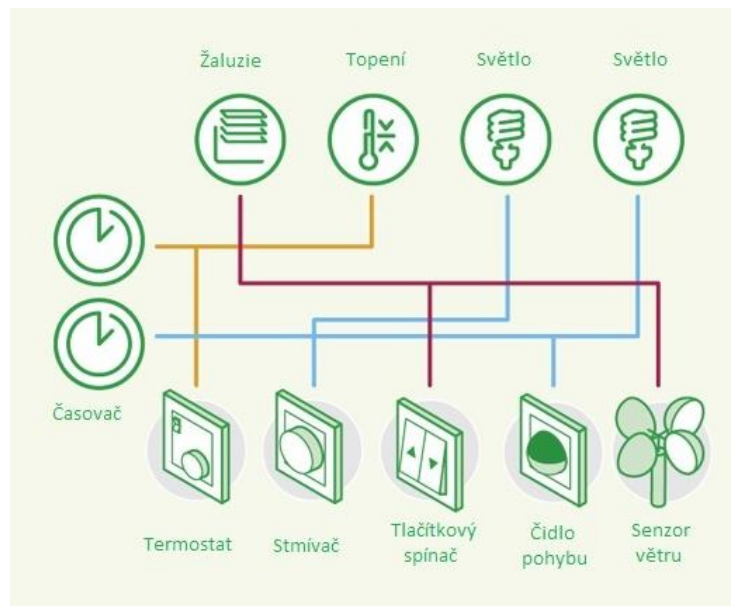 Žaluzie
Topení
Světlo
Světlo
Časovač
Termostat
Stmívač
Tlačítkový
spínač
Čidlo
pohybu
Senzor
větru